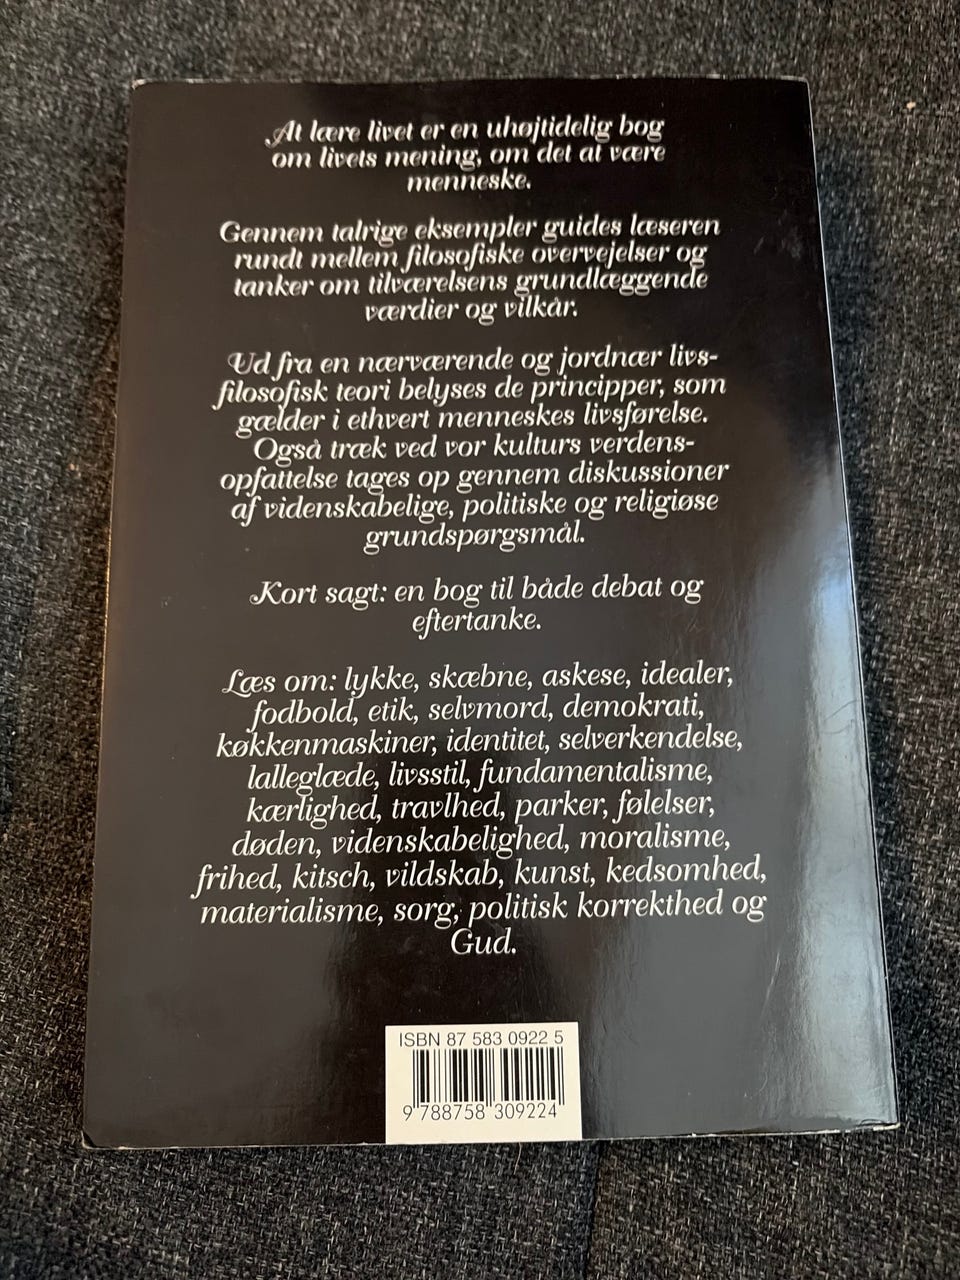 At lære livet er en uhøjtidelig bog
om livets mening, om det at være
menneske.
Gennem talrige eksempler guides læseren
rundt mellem filosofiske overvejelser og
tanker om tilværelsens grundlæggende
værdier og vilkår.
Ud fra en nærværende og jordnær livs-
filosofisk teori belyses de principper, som
gælder i ethvert menneskes livsførelse.
Også træk ved vor kulturs verdens-
opfattelse tages op gennem diskussioner
af videnskabelige, politiske og religiøse
grundspørgsmål.
Kort sagt: en bog til både debat og
eftertanke.
Læs om: lykke, skæbne, askese, idealer,
fodbold, etik, selvmord, demokrati,
køkkenmaskiner, identitet, selverkendelse,
lalleglæde, livsstil, fundamentalisme,
kærlighed, travlhed, parker, følelser,
døden, videnskabelighed, moralisme,
frihed, kitsch, vildskab, kunst, kedsomhed,
materialisme, sorg, politisk korrekthed og
Gud.
ISBN 87 583 0922 5
9 788758 309224